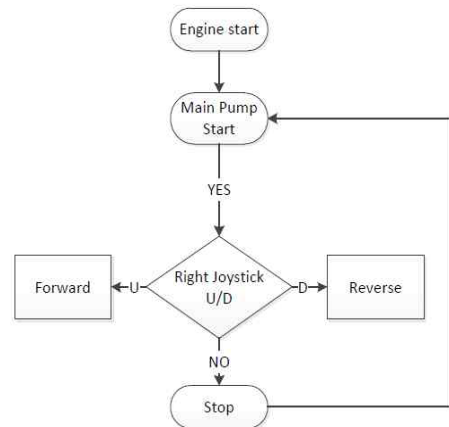 Engine start
Main Pump
Start
YES
Right Joystick
U/D
Forward
U
D
Reverse
NO
Stop